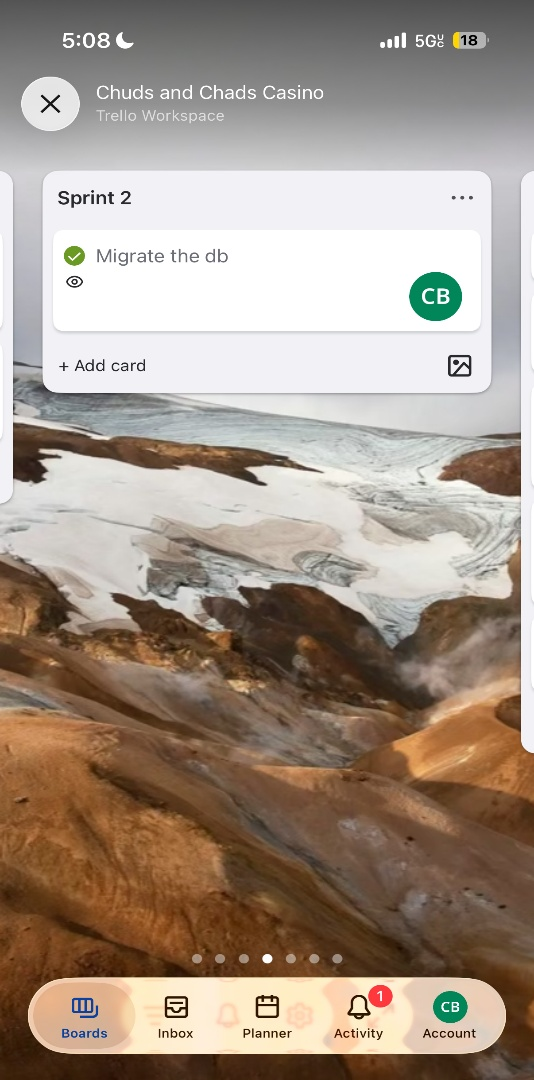 5:08
5G
18
Chuds and Chads Casino
Trello Workspace
Sprint 2
Migrate the db
CB
+ Add card
1
CB
Boards
Inbox
Planner
Activity
Account